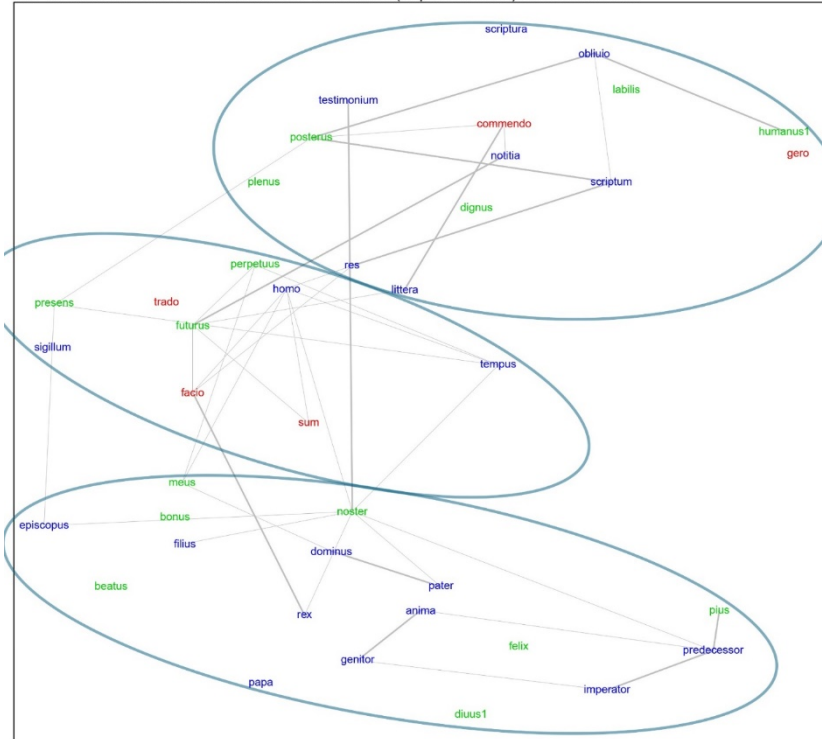 scriptura
obliuio
labilis
testimonium
commendo
humanus1
posterus
gero
notitia
plenus
scriptum
dignus
perpetuus
res
homo
littera
presens
trado
futurus
sigillum
tempus
facio
sum
meus
noster
bonus
episcopus
filius
dominus
beatus
pater
anima
rex
pius
felix
predecessor
genitor
papa
imperator
diuus1